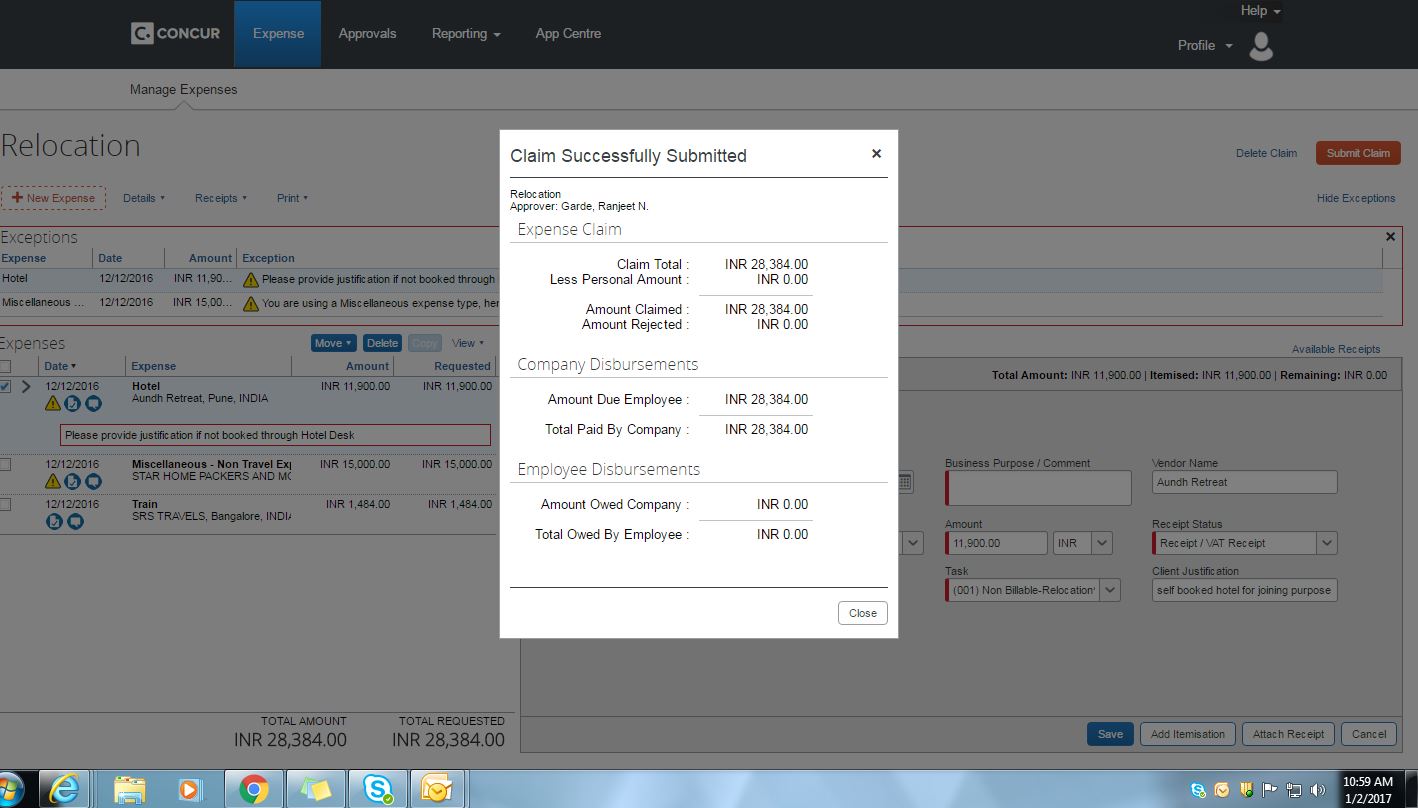 Help
C. CONCUR
Expense
Approvals
Reporting
App Centre
Profile
Manage Expenses
Relocation
Delete Claim
Submit Claim
New Expense
Details
Receipts
Print
Hide Exceptions
Exceptions
Expense Date Amount Exception
Hotel 12/12/2016 INR 11,90... Please provide justification if not booked through
Miscellaneous ... 12/12/2016 INR 15,00... You are using a Miscellaneous expense type, her
Expenses
Move
Delete
Copy
View
Date Expense Amount Requested
12/12/2016 Hotel INR 11,900.00 INR 11,900.00
Aundh Retreat, Pune, INDIA
Please provide justification if not booked through Hotel Desk
12/12/2016 Miscellaneous - Non Travel Exp INR 15,000.00 INR 15,000.00
STAR HOME PACKERS AND MO
12/12/2016 Train INR 1,484.00 INR 1,484.00
SRS TRAVELS, Bangalore, INDIA
TOTAL AMOUNT TOTAL REQUESTED
INR 28,384.00 INR 28,384.00
Claim Successfully Submitted
Relocation
Approver: Garde, Ranjeet N.
Expense Claim
Claim Total : INR 28,384.00
Less Personal Amount : INR 0.00
Amount Claimed : INR 28,384.00
Amount Rejected : INR 0.00
Company Disbursements
Amount Due Employee : INR 28,384.00
Total Paid By Company : INR 28,384.00
Employee Disbursements
Amount Owed Company : INR 0.00
Total Owed By Employee : INR 0.00
Close
Available Receipts
Total Amount: INR 11,900.00 | Itemised: INR 11,900.00 | Remaining: INR 0.00
Business Purpose / Comment
Vendor Name
Aundh Retreat
Amount
11,900.00 INR
Receipt Status
Receipt / VAT Receipt
Task
(001) Non Billable-Relocation
Client Justification
self booked hotel for joining purpose
Save
Add Itemisation
Attach Receipt
Cancel
10:59 AM
1/2/2017